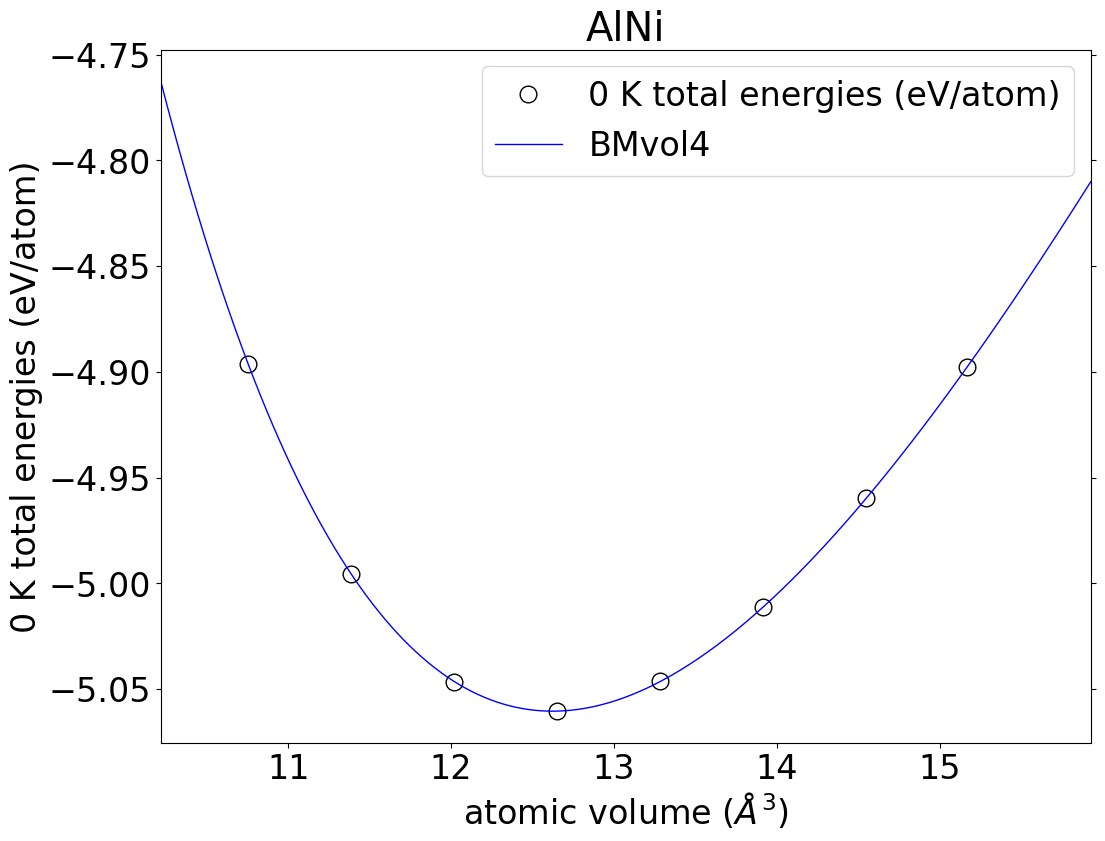 AlNi
0 K total energies (eV/atom)
BMvol4
−4.75
−4.80
−4.85
−4.90
−4.95
−5.00
−5.05
0 K total energies (eV/atom)
11 12 13 14 15
atomic volume (Å³)